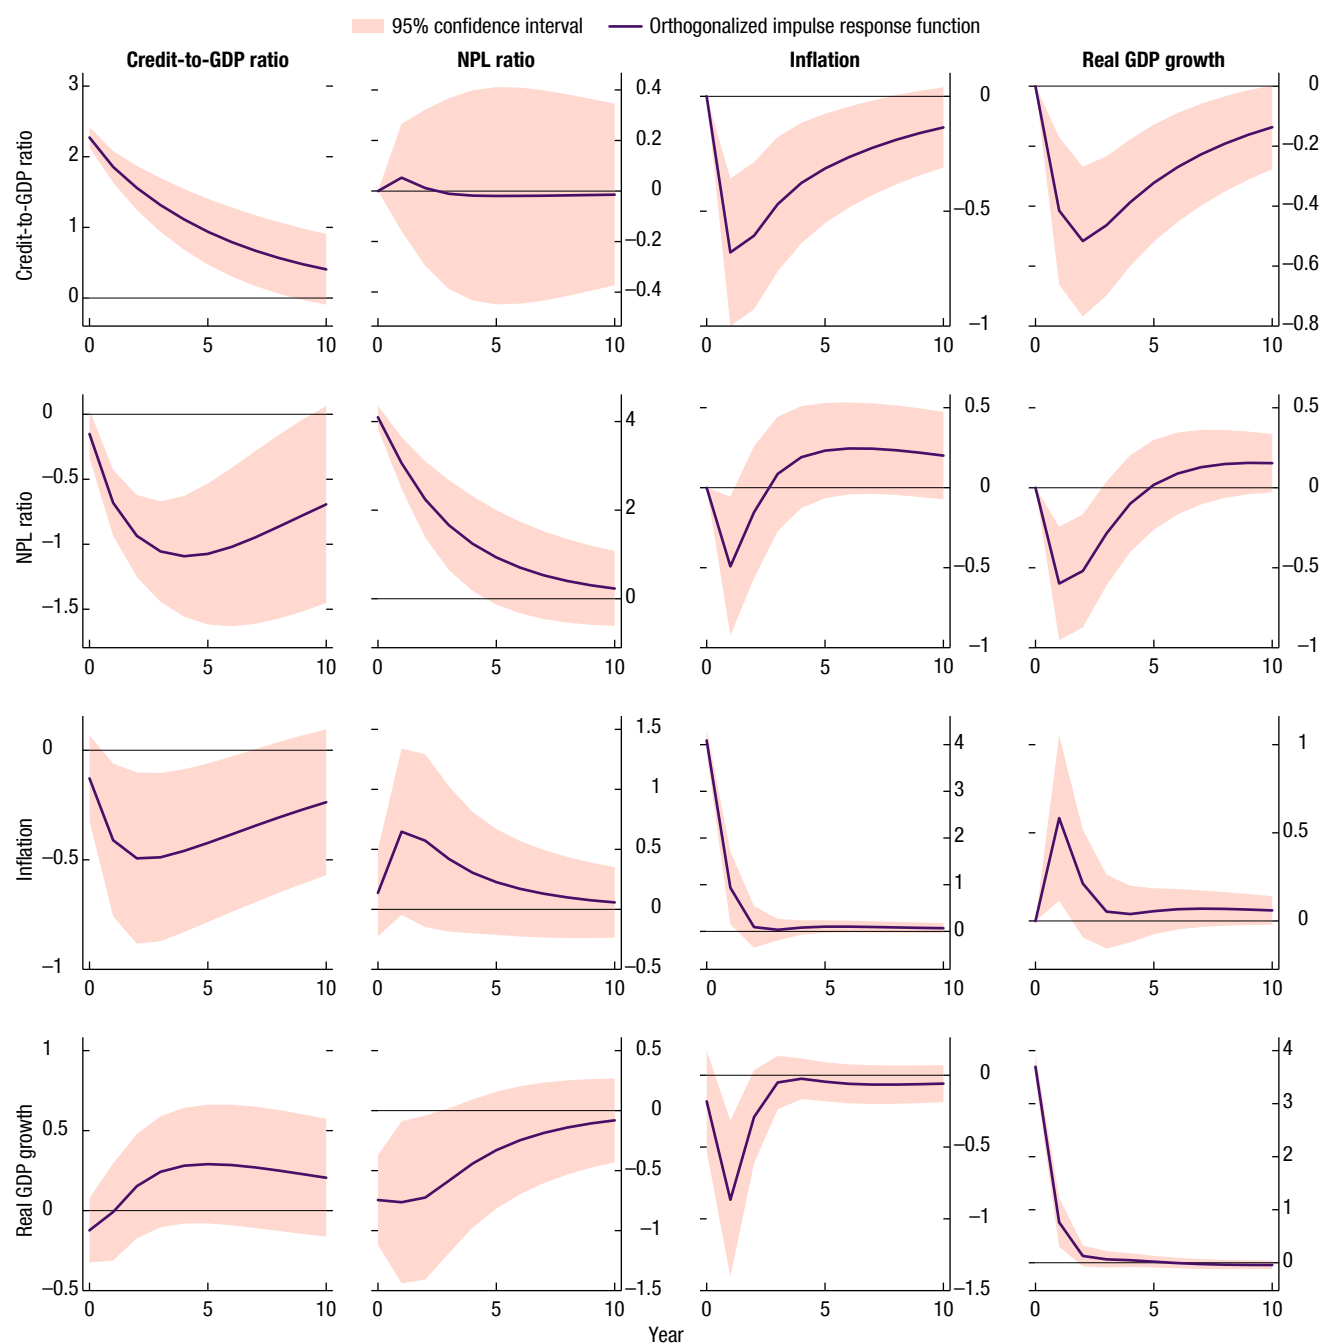 95% confidence interval Orthogonalized impulse response function
Credit-to-GDP ratio NPL ratio Inflation Real GDP growth
Credit-to-GDP ratio
3
2
1
0
0 5 10
0.4
0.2
0
–0.2
–0.4
0 5 10
0
–0.5
–1
0 5 10
0
–0.2
–0.4
–0.6
–0.8
0 5 10
NPL ratio
0
–0.5
–1
–1.5
0 5 10
4
2
0
0 5 10
0.5
0
–0.5
–1
0 5 10
0.5
0
–0.5
–1
0 5 10
Inflation
0
–0.5
–1
0 5 10
1.5
1
0.5
0
–0.5
0 5 10
4
3
2
1
0
0 5 10
1
0.5
0
0 5 10
Real GDP growth
1
0.5
0
–0.5
0 5 10
0.5
0
–0.5
–1
–1.5
0 5 10
0
–0.5
–1
–1.5
0 5 10
4
3
2
1
0
0 5 10
Year